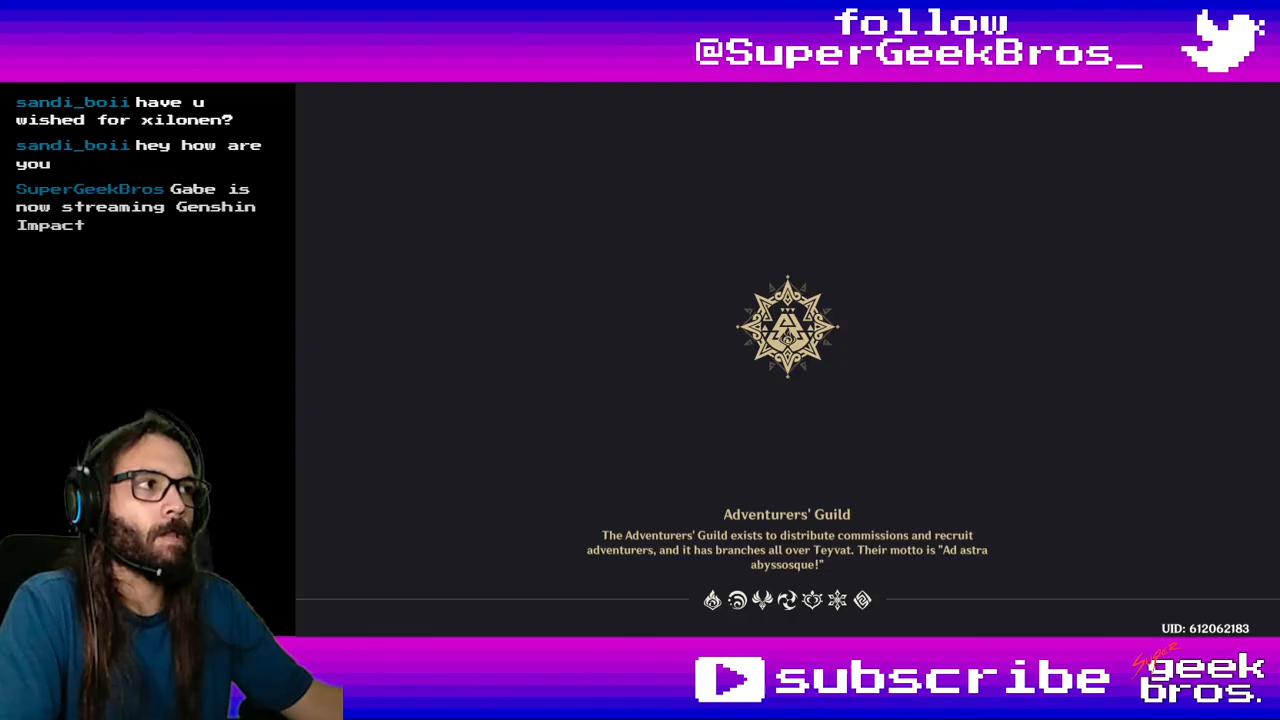 follow
@SuperGeekBros_
sandi_boii have u
wished for xilonen?
sandi_boii hey how are
you
SuperGeekBros Gabe is
now streaming Genshin
Impact
Adventurers' Guild
The Adventurers' Guild exists to distribute commissions and recruit
adventurers, and it has branches all over Teyvat. Their motto is "Ad astra
abyssosque!"
UID: 612062183
subscribe
super
geek
bros.